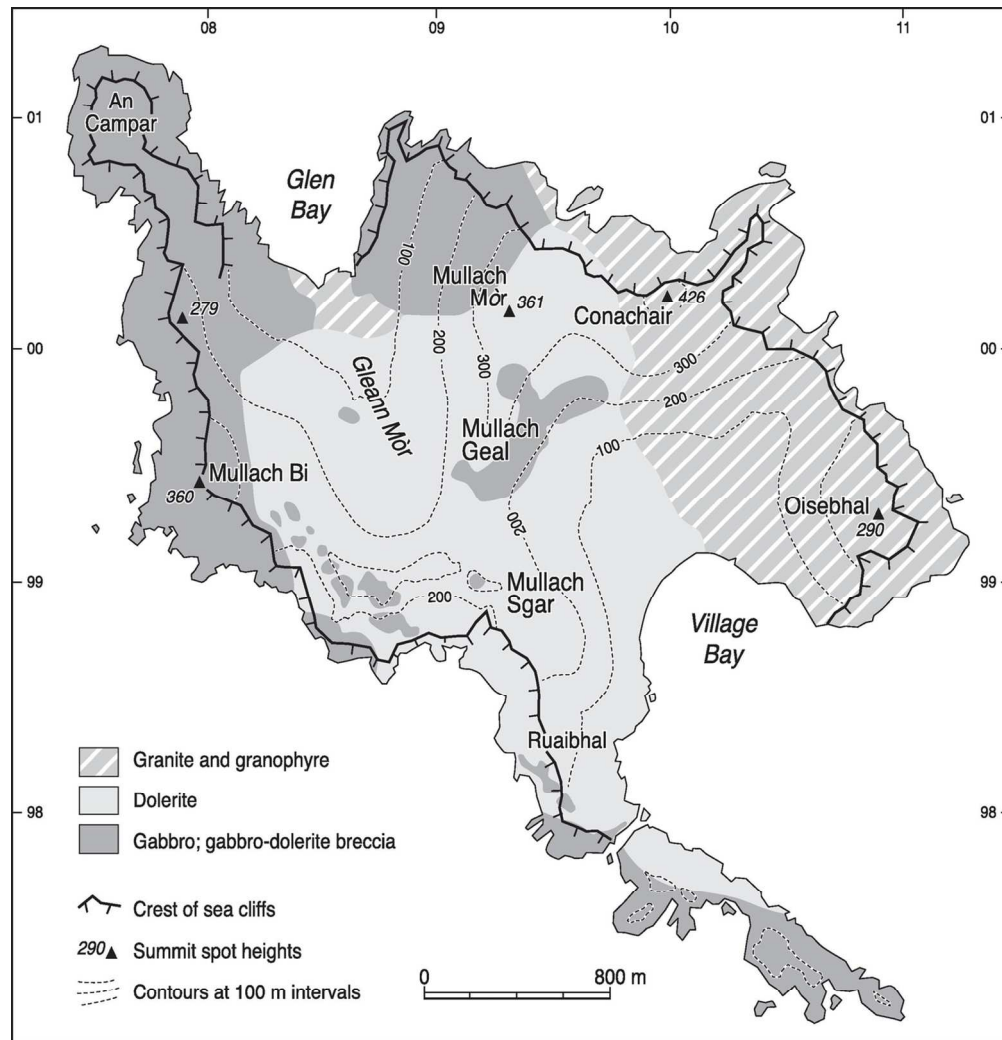 08
09
10
11
01
01
An
Campar
Glen
Bay
100
Mullach
Mòr
361
426
Conachair
279
200
00
00
300
300
200
Gleann Mòr
Mullach
Geal
100
Mullach Bi
360
Oisebhal
290
200
99
99
Mullach
Sgar
200
Village
Bay
Ruaibhal
Granite and granophyre
Dolerite
98
98
Gabbro; gabbro-dolerite breccia
Crest of sea cliffs
290 Summit spot heights
0 800 m
Contours at 100 m intervals